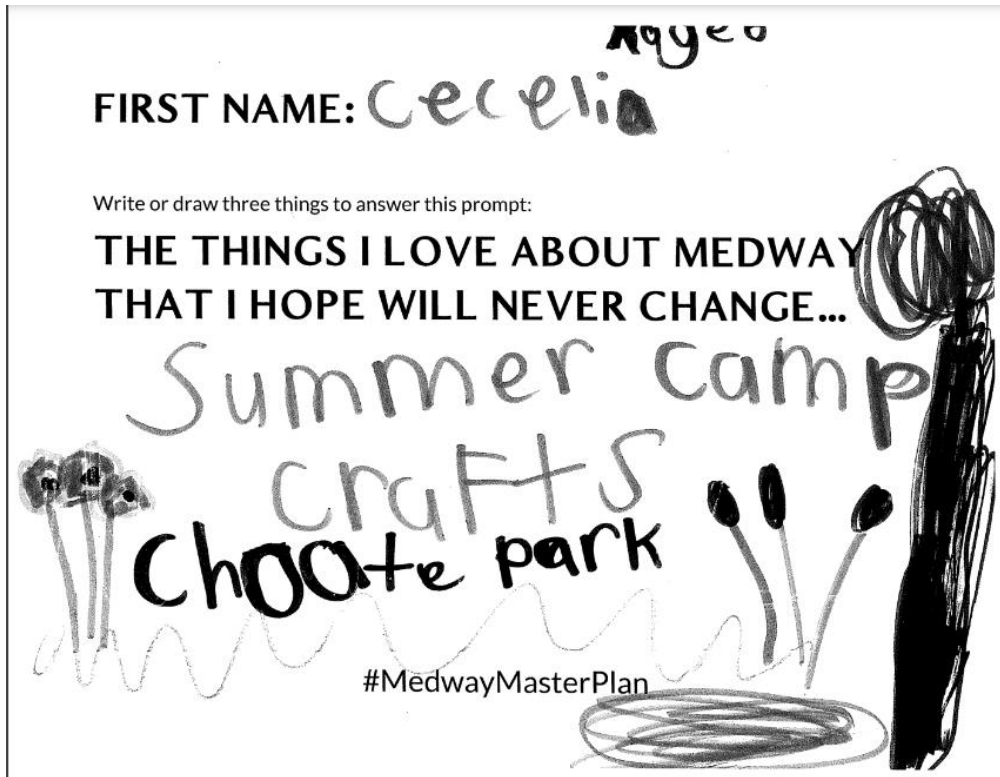 FIRST NAME: Cecelia
Write or draw three things to answer this prompt:
THE THINGS I LOVE ABOUT MEDWAY
THAT I HOPE WILL NEVER CHANGE...
Summer camp
crafts
Choate park
#MedwayMasterPlan